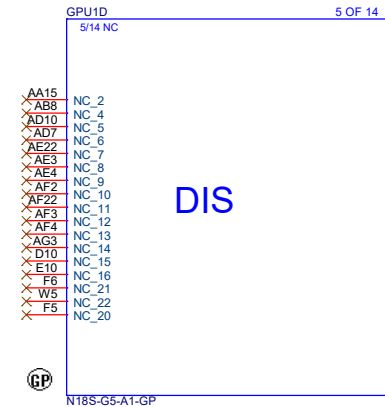 GPU1D 5 OF 14
5/14 NC
AA15 NC_2
AB8 NC_4
AD10 NC_5
AD7 NC_6
AE22 NC_7
AE3 NC_8
AE4 NC_9
AF2 NC_10
AF22 NC_11
AF3 NC_12
AF4 NC_13
AG3 NC_14
D10 NC_15
E10 NC_16
F6 NC_21
W5 NC_22
F5 NC_20
DIS
GP
N18S-G5-A1-GP